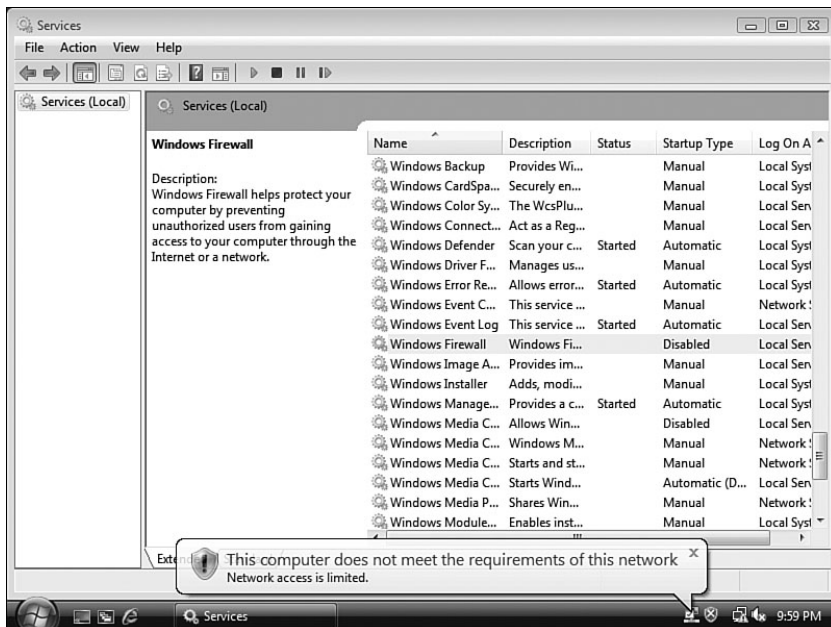 Services
File Action View Help
Services (Local)
Services (Local)
Windows Firewall
Description:
Windows Firewall helps protect your
computer by preventing
unauthorized users from gaining
access to your computer through the
Internet or a network.
Name Description Status Startup Type Log On A
Windows Backup Provides Wi... Manual Local Syst
Windows CardSpa... Securely en... Manual Local Syst
Windows Color Sy... The WcsPlu... Manual Local Serv
Windows Connect... Act as a Reg... Manual Local Serv
Windows Defender Scan your c... Started Automatic Local Syst
Windows Driver F... Manages us... Manual Local Syst
Windows Error Re... Allows error... Started Automatic Local Syst
Windows Event C... This service ... Manual Network S
Windows Event Log This service ... Started Automatic Local Serv
Windows Firewall Windows Fi... Disabled Local Serv
Windows Image A... Provides im... Manual Local Serv
Windows Installer Adds, modi... Manual Local Syst
Windows Manage... Provides a c... Started Automatic Local Syst
Windows Media C... Allows Win... Disabled Local Serv
Windows Media C... Windows M... Manual Network S
Windows Media C... Starts and st... Manual Network S
Windows Media C... Starts Wind... Automatic (D... Local Serv
Windows Media P... Shares Win... Manual Network S
Windows Module... Enables inst... Manual Local Syst
This computer does not meet the requirements of this network
Network access is limited.
Services
9:59 PM